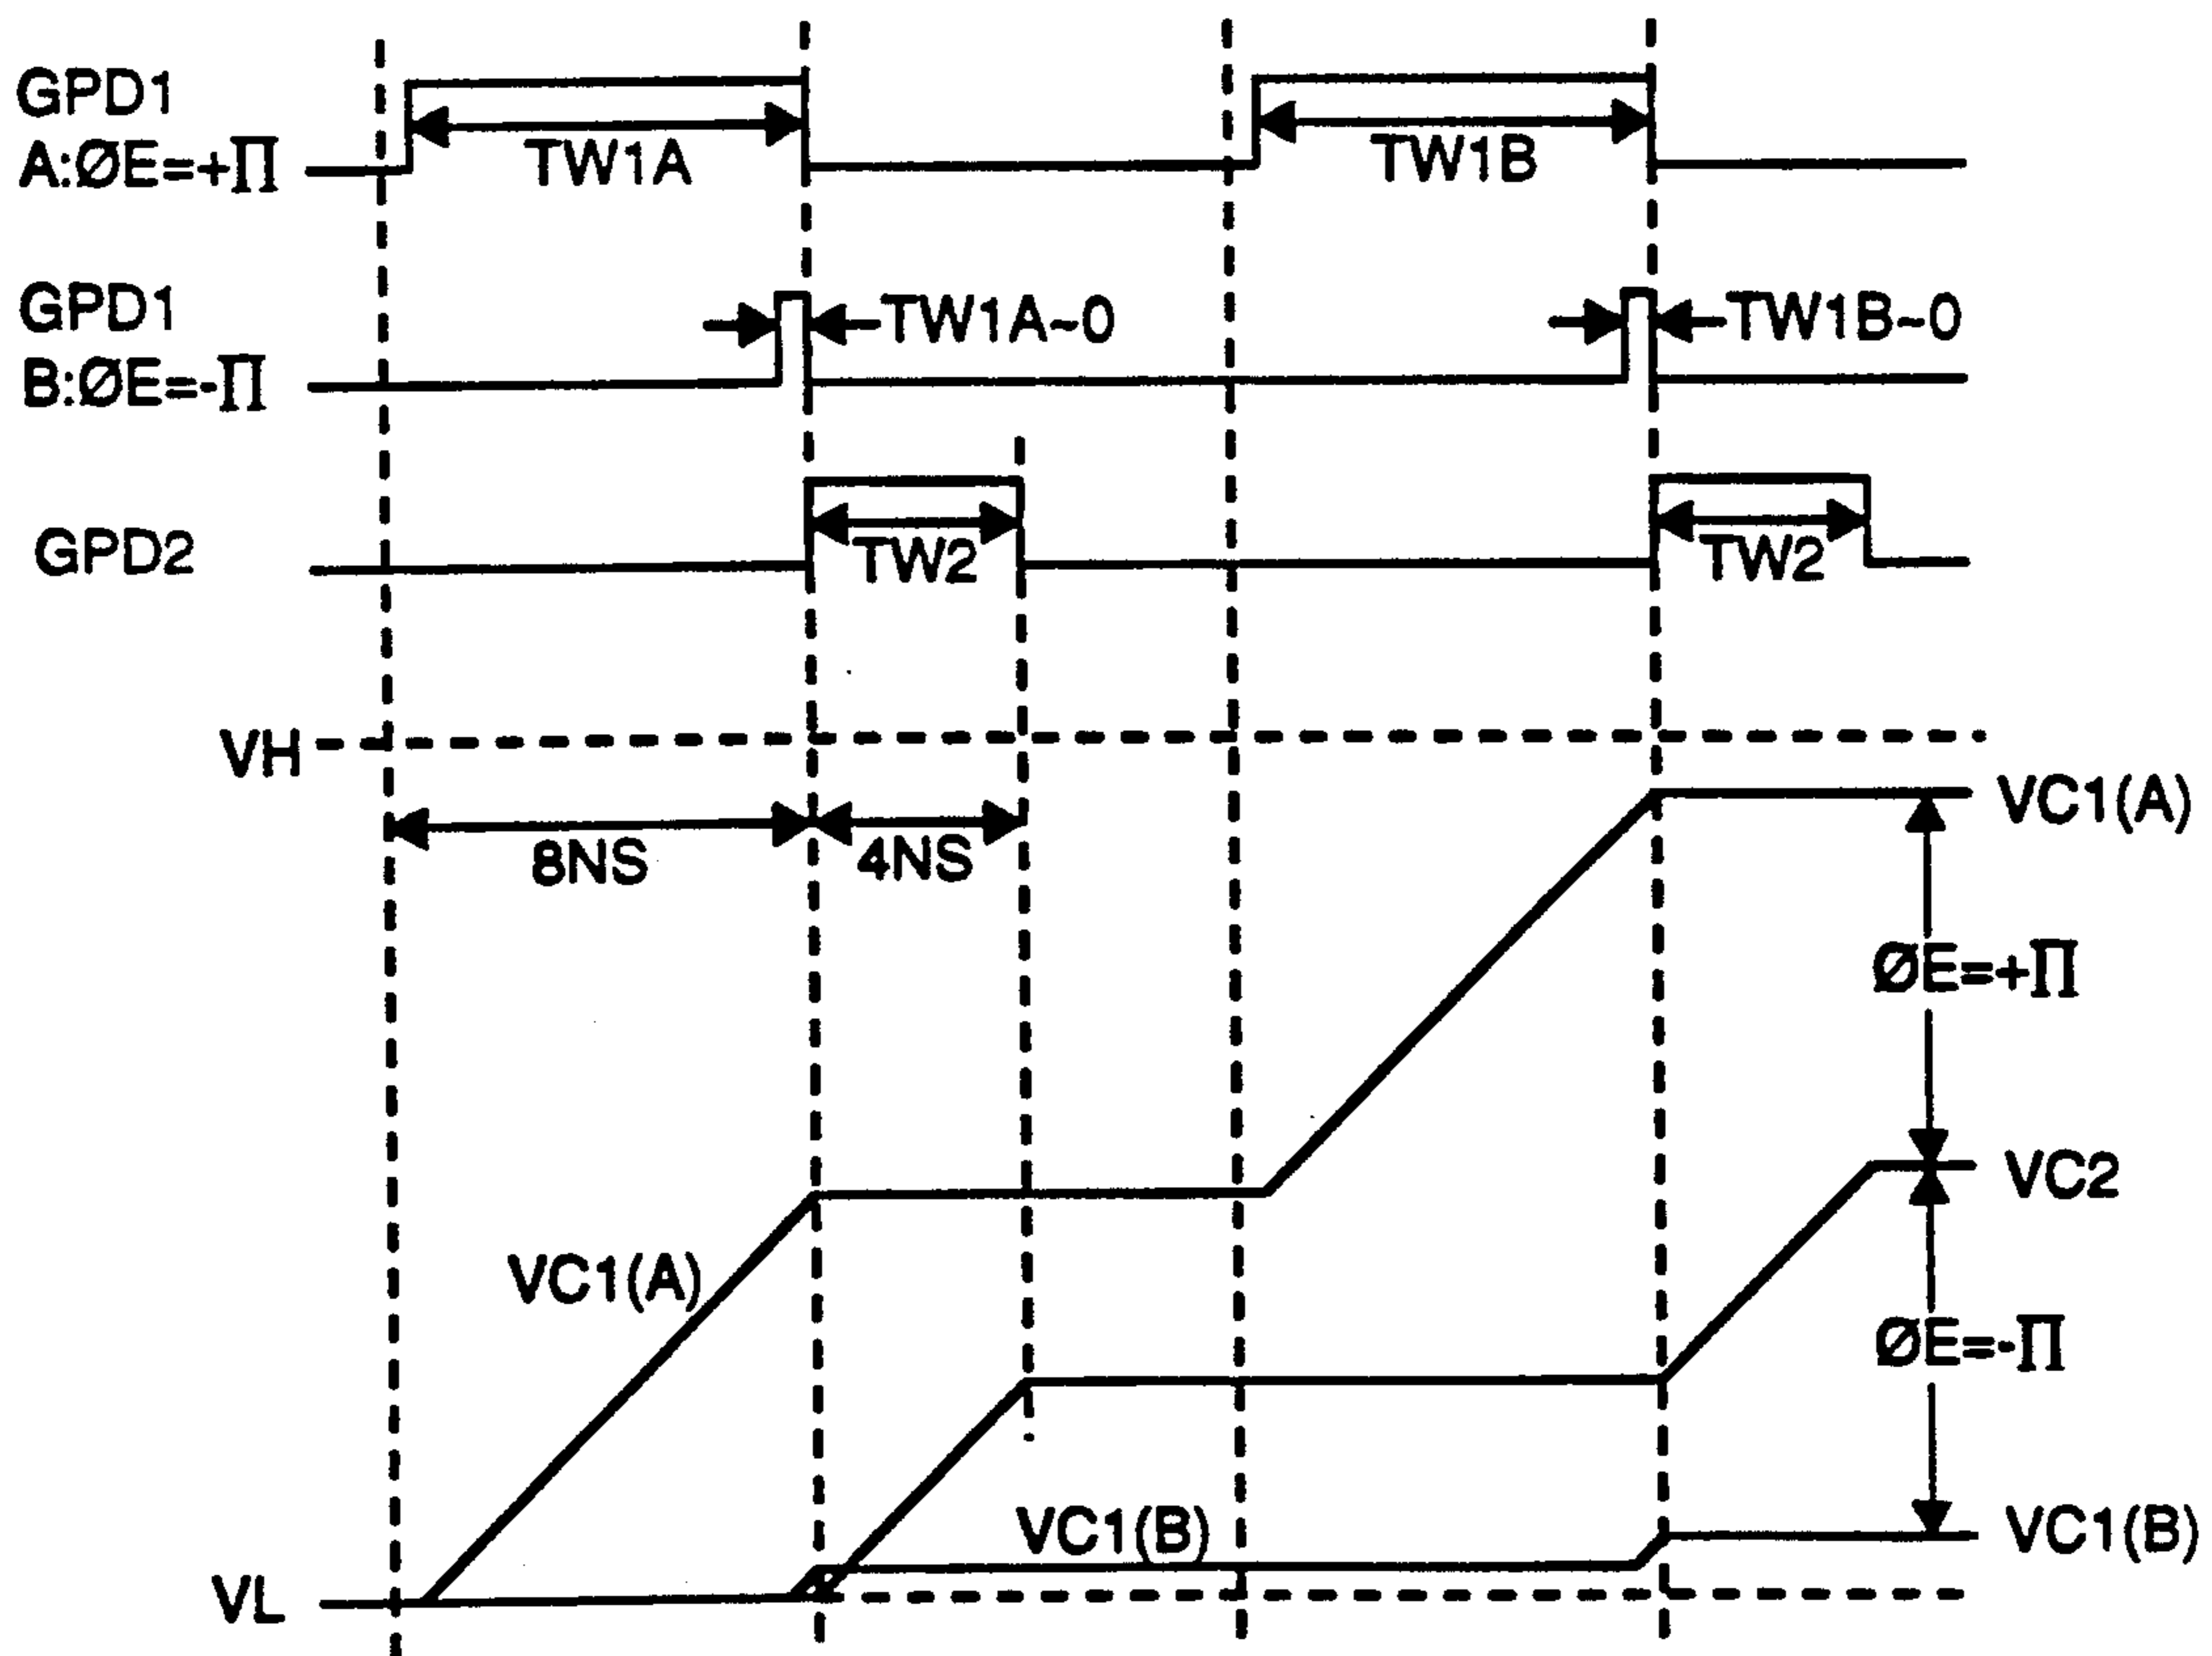 GPD1
A:ØE=+Π
TW1A
TW1B
GPD1
B:ØE=-Π
TW1A~0
TW1B~0
GPD2
TW2
TW2
VH
8NS
4NS
VC1(A)
ØE=+Π
VC2
VC1(A)
ØE=-Π
VC1(B)
VC1(B)
VL